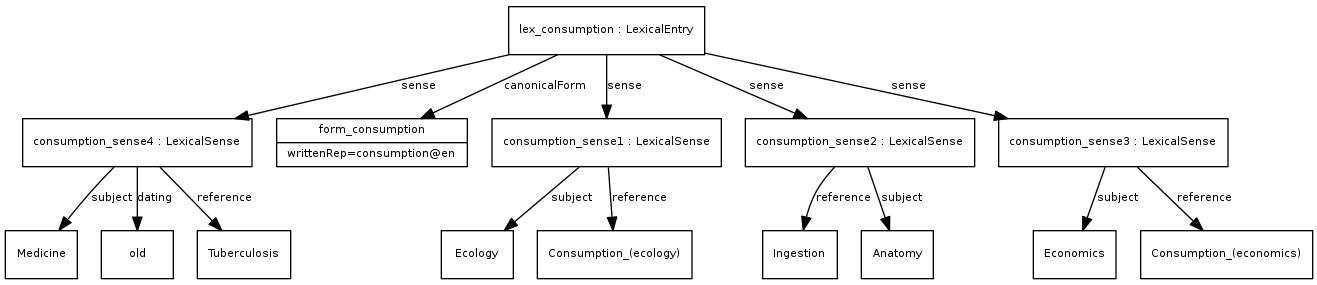 lex_consumption : LexicalEntry
sense
canonicalForm
sense
sense
sense
consumption_sense4 : LexicalSense
form_consumption
writtenRep=consumption@en
consumption_sense1 : LexicalSense
consumption_sense2 : LexicalSense
consumption_sense3 : LexicalSense
subject
dating
reference
subject
reference
reference
subject
subject
reference
Medicine
old
Tuberculosis
Ecology
Consumption_(ecology)
Ingestion
Anatomy
Economics
Consumption_(economics)